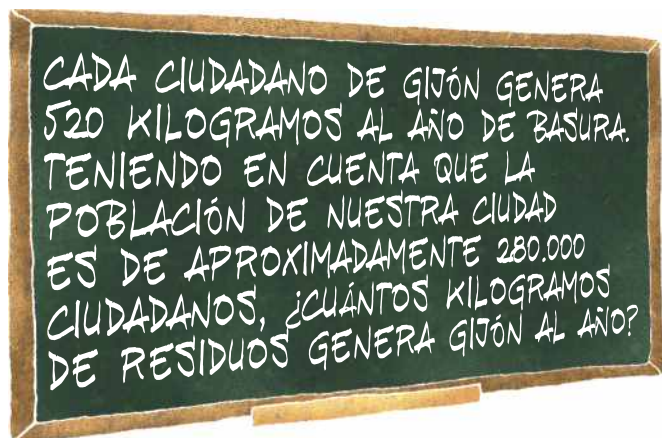 CADA CIUDADANO DE GIJÓN GENERA
520 KILOGRAMOS AL AÑO DE BASURA.
TENIENDO EN CUENTA QUE LA
POBLACIÓN DE NUESTRA CIUDAD
ES DE APROXIMADAMENTE 280.000
CIUDADANOS, ¿CUÁNTOS KILOGRAMOS
DE RESIDUOS GENERA GIJÓN AL AÑO?